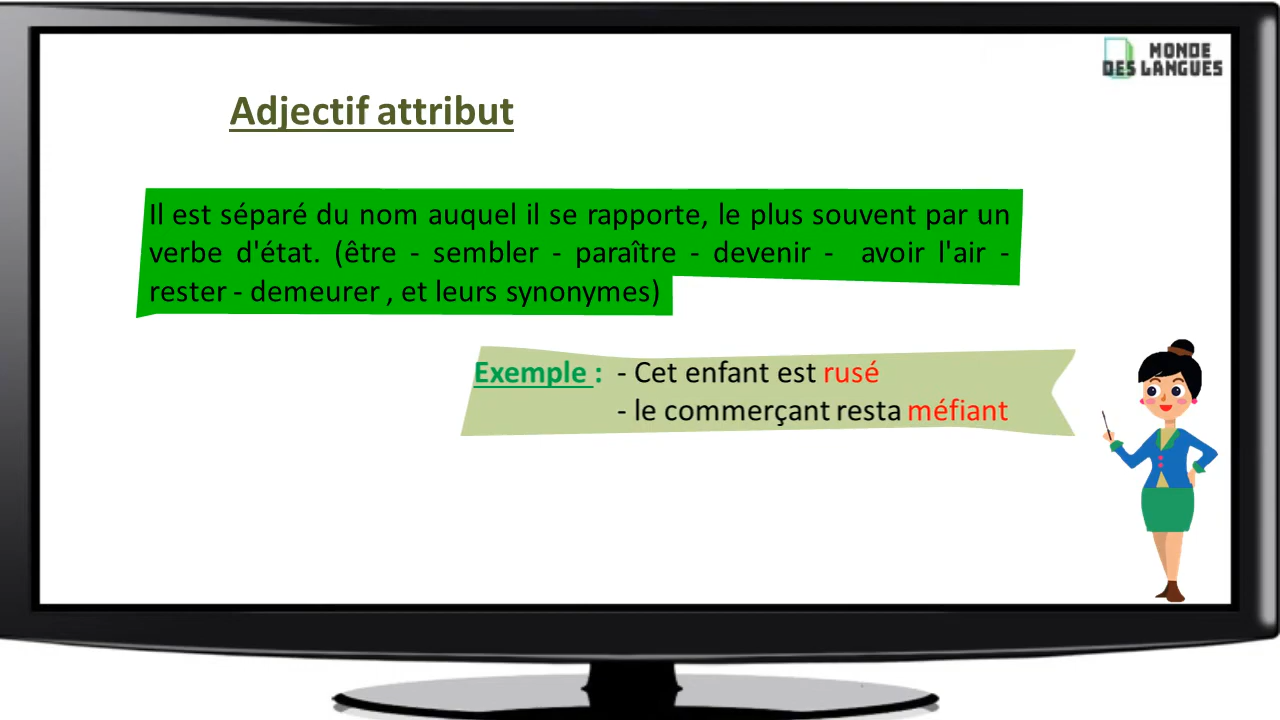 MONDE
DES LANGUES
Adjectif attribut
Il est séparé du nom auquel il se rapporte, le plus souvent par un
verbe d'état. (être - sembler - paraître - devenir - avoir l'air -
rester - demeurer , et leurs synonymes)
Exemple : - Cet enfant est rusé
- le commerçant resta méfiant